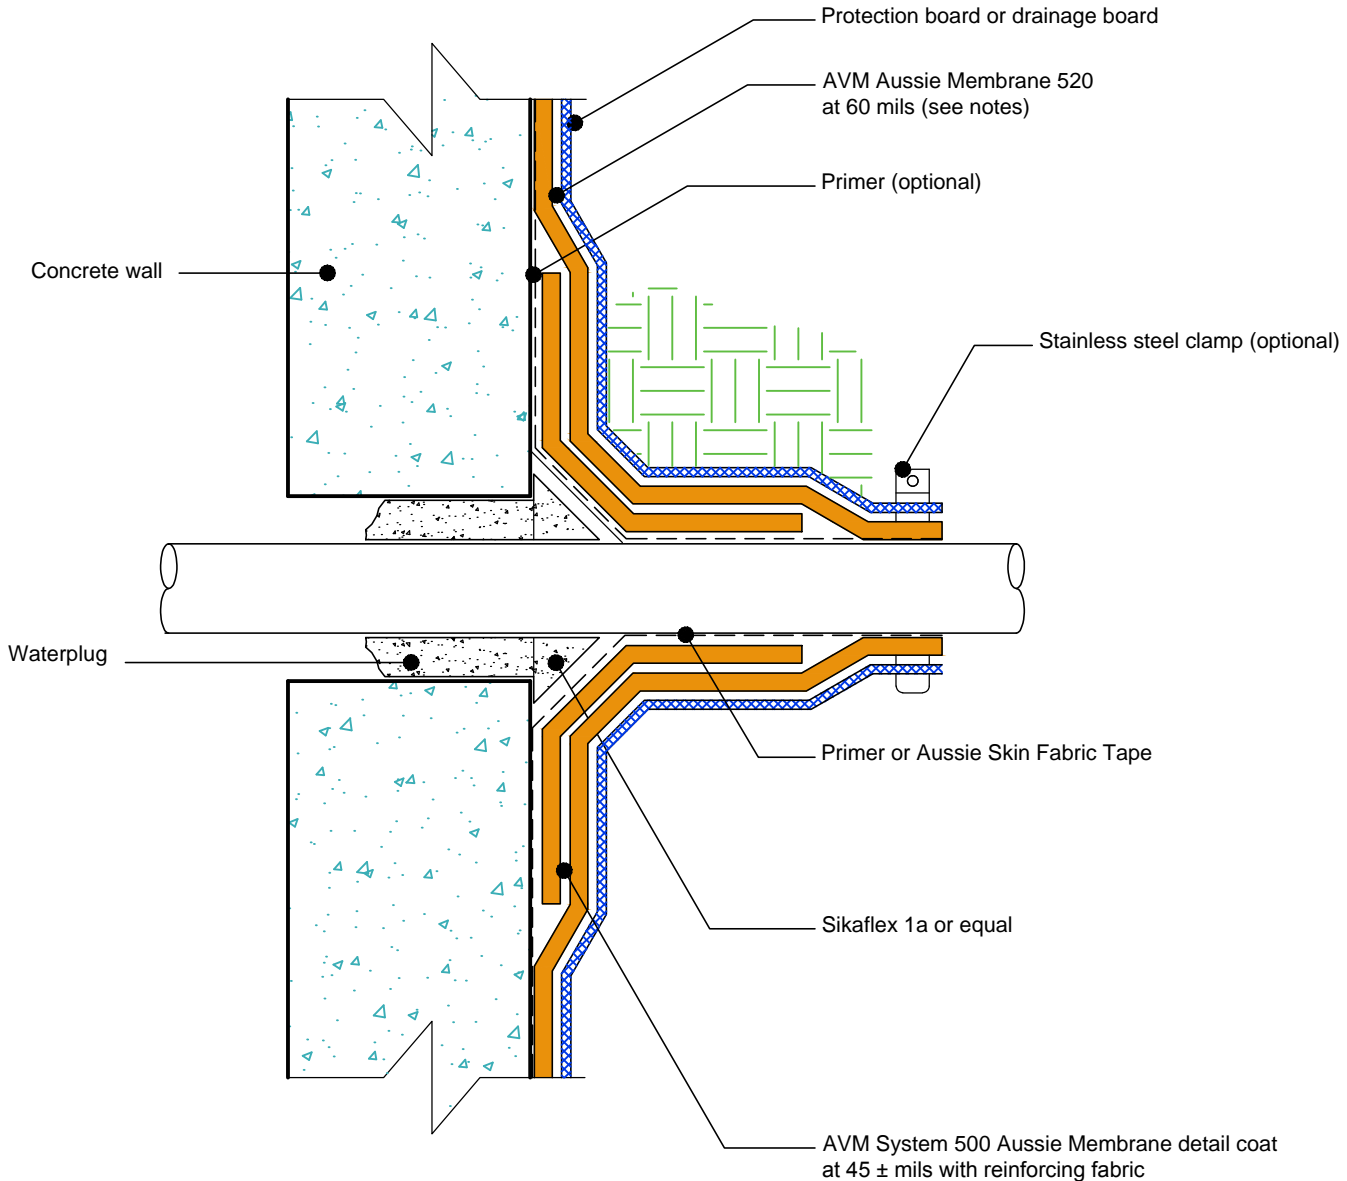 Protection board or drainage board
AVM Aussie Membrane 520
at 60 mils (see notes)
Primer (optional)
Concrete wall
Stainless steel clamp (optional)
Waterplug
Primer or Aussie Skin Fabric Tape
Sikaflex 1a or equal
AVM System 500 Aussie Membrane detail coat
at 45 ± mils with reinforcing fabric